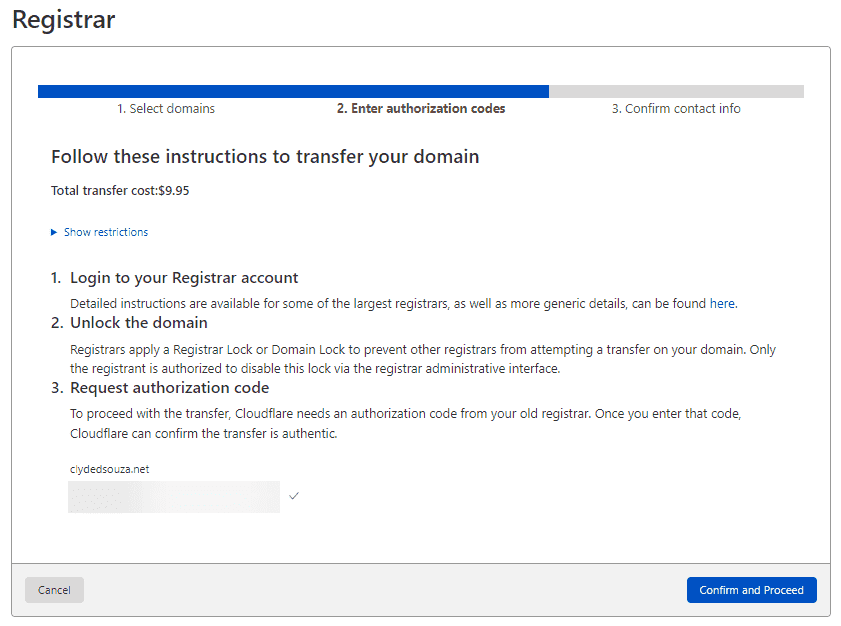 Registrar
1. Select domains
2. Enter authorization codes
3. Confirm contact info
Follow these instructions to transfer your domain
Total transfer cost:$9.95
Show restrictions
1. Login to your Registrar account
Detailed instructions are available for some of the largest registrars, as well as more generic details, can be found here.
2. Unlock the domain
Registrars apply a Registrar Lock or Domain Lock to prevent other registrars from attempting a transfer on your domain. Only
the registrant is authorized to disable this lock via the registrar administrative interface.
3. Request authorization code
To proceed with the transfer, Cloudflare needs an authorization code from your old registrar. Once you enter that code,
Cloudflare can confirm the transfer is authentic.
clydedsouza.net
Cancel
Confirm and Proceed